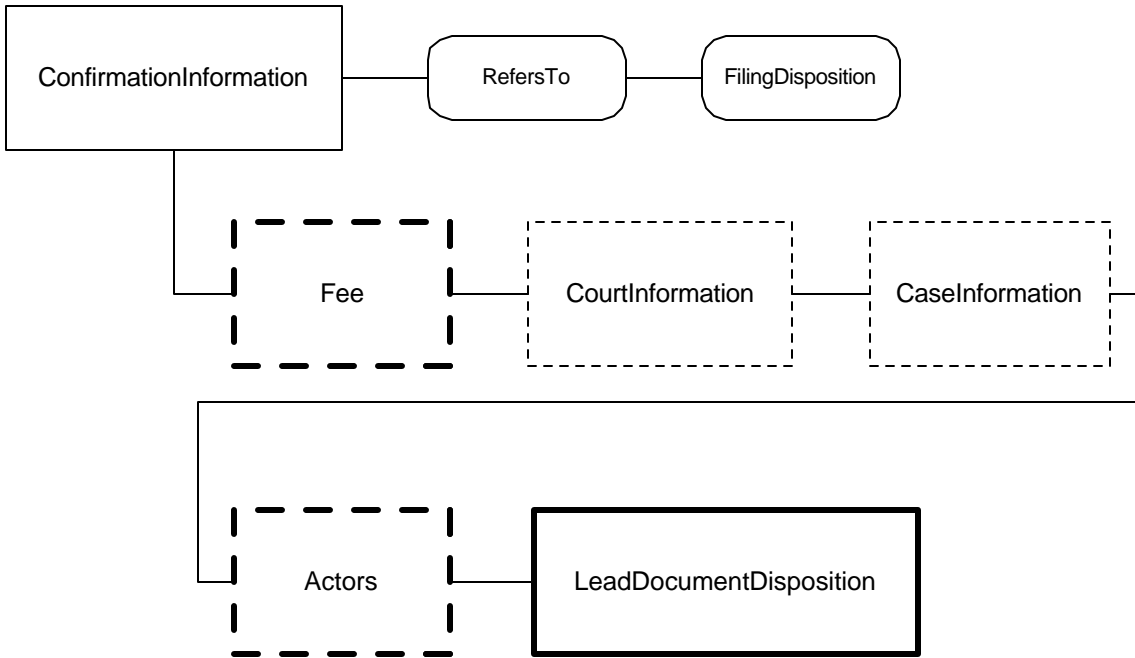 ConfirmationInformation
RefersTo
FilingDisposition
Fee
CourtInformation
CaseInformation
Actors
LeadDocumentDisposition